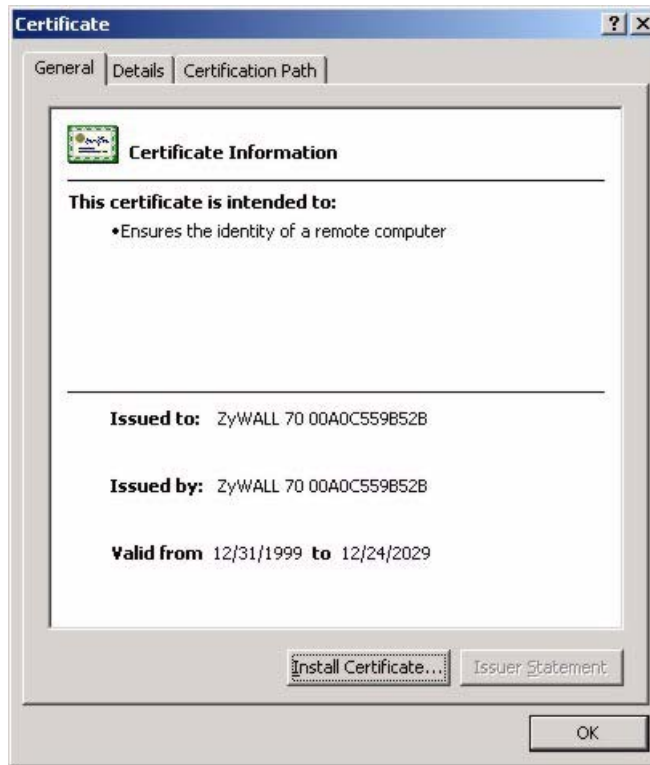 Certificate
General Details Certification Path
Certificate Information
This certificate is intended to:
•Ensures the identity of a remote computer
Issued to: ZyWALL 70 00A0C559B52B
Issued by: ZyWALL 70 00A0C559B52B
Valid from 12/31/1999 to 12/24/2029
Install Certificate... Issuer Statement
OK